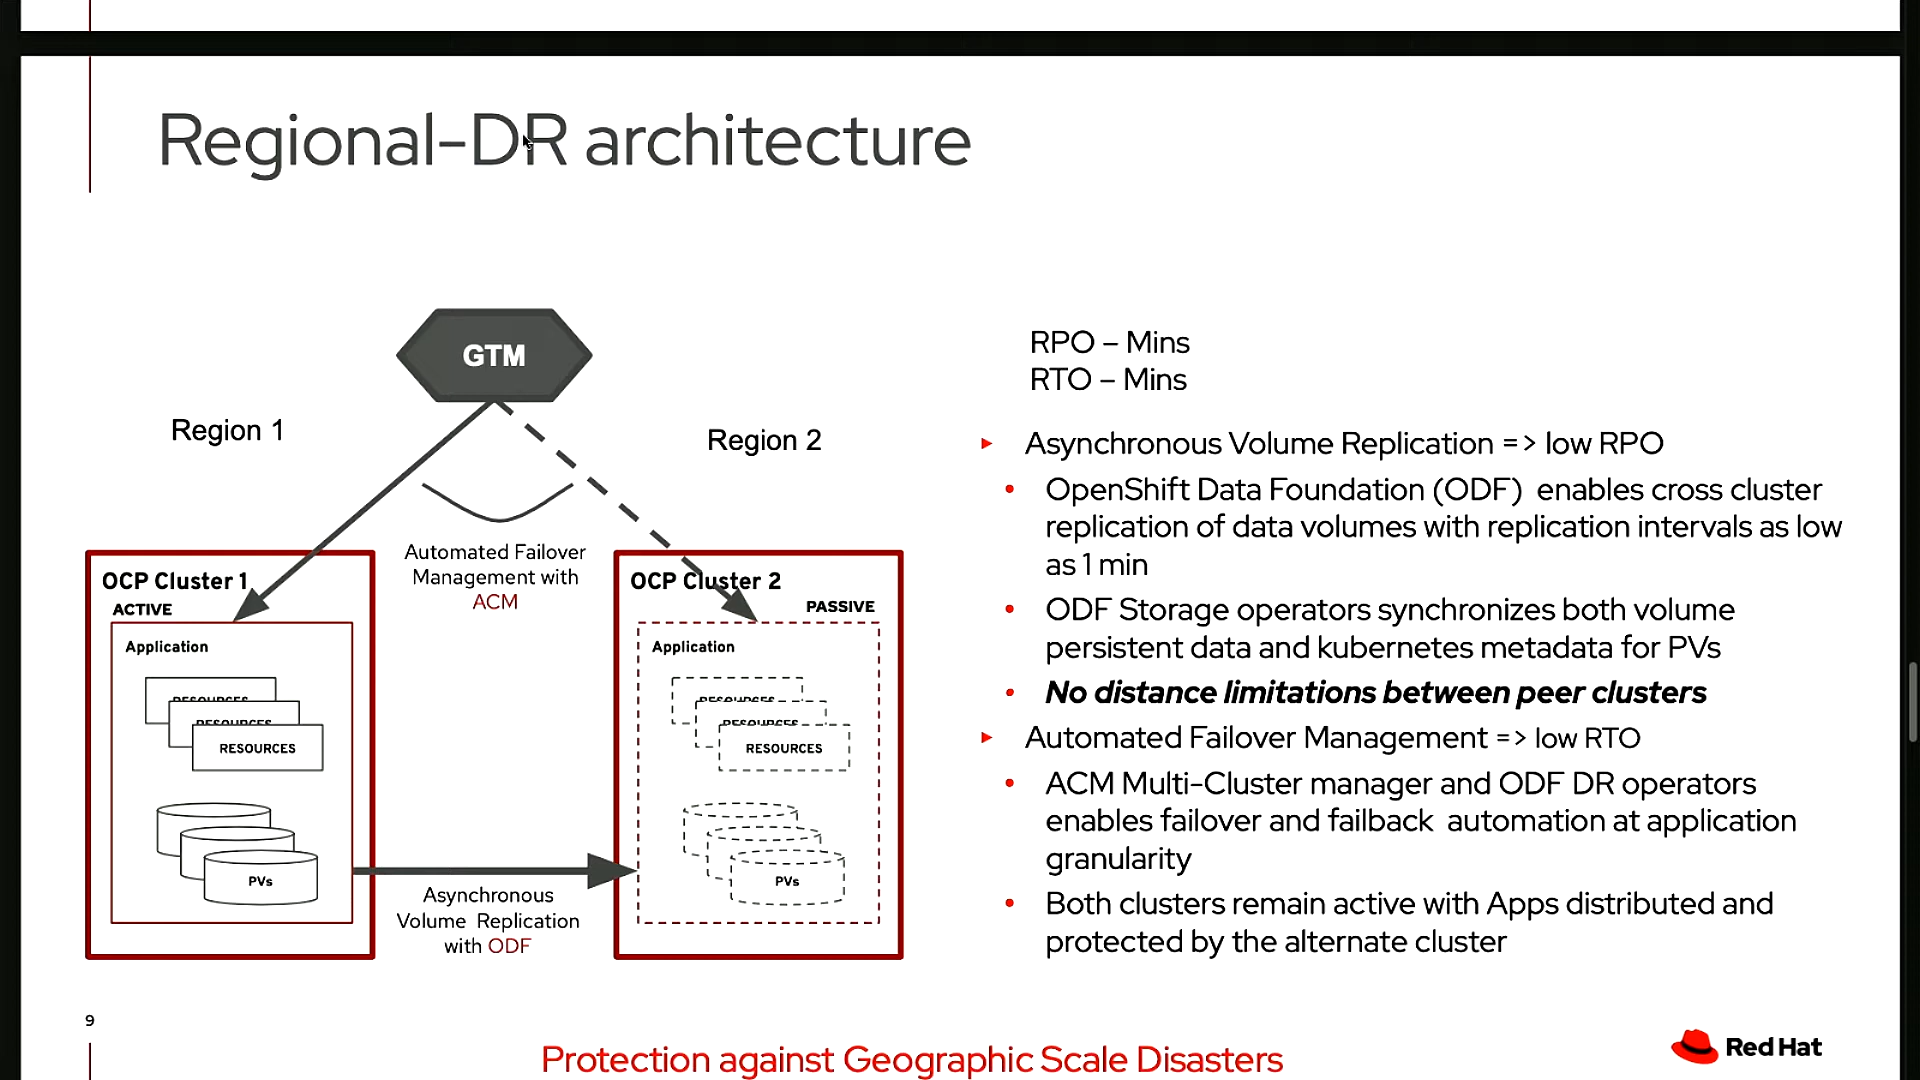 Regional-DR architecture
GTM
Region 1
Region 2
Automated Failover
Management with
ACM
OCP Cluster 1
ACTIVE
Application
RESOURCES
RESOURCES
RESOURCES
PVs
OCP Cluster 2
PASSIVE
Application
RESOURCES
RESOURCES
RESOURCES
PVs
Asynchronous
Volume Replication
with ODF
RPO – Mins
RTO – Mins
Asynchronous Volume Replication => low RPO
OpenShift Data Foundation (ODF) enables cross cluster
replication of data volumes with replication intervals as low
as 1 min
ODF Storage operators synchronizes both volume
persistent data and kubernetes metadata for PVs
No distance limitations between peer clusters
Automated Failover Management => low RTO
ACM Multi-Cluster manager and ODF DR operators
enables failover and failback automation at application
granularity
Both clusters remain active with Apps distributed and
protected by the alternate cluster
9
Protection against Geographic Scale Disasters
Red Hat